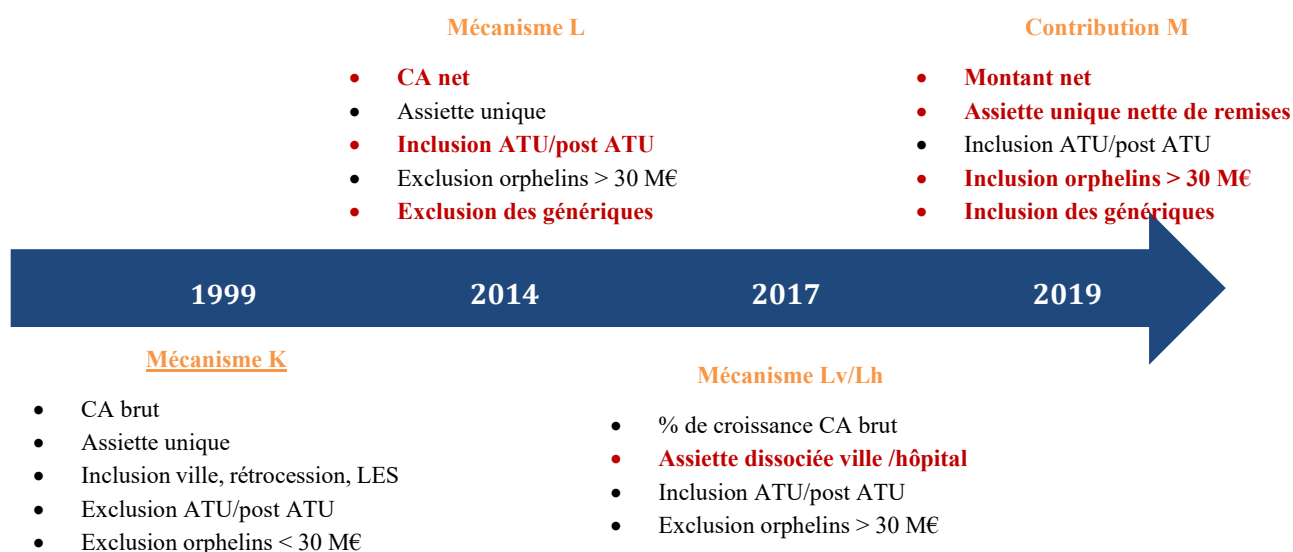 Mécanisme L
• CA net
• Assiette unique
• Inclusion ATU/post ATU
• Exclusion orphelins > 30 M€
• Exclusion des génériques
Contribution M
• Montant net
• Assiette unique nette de remises
• Inclusion ATU/post ATU
• Inclusion orphelins > 30 M€
• Inclusion des génériques
1999 2014 2017 2019
Mécanisme K
• CA brut
• Assiette unique
• Inclusion ville, rétrocession, LES
• Exclusion ATU/post ATU
• Exclusion orphelins < 30 M€
Mécanisme Lv/Lh
• % de croissance CA brut
• Assiette dissociée ville /hôpital
• Inclusion ATU/post ATU
• Exclusion orphelins > 30 M€